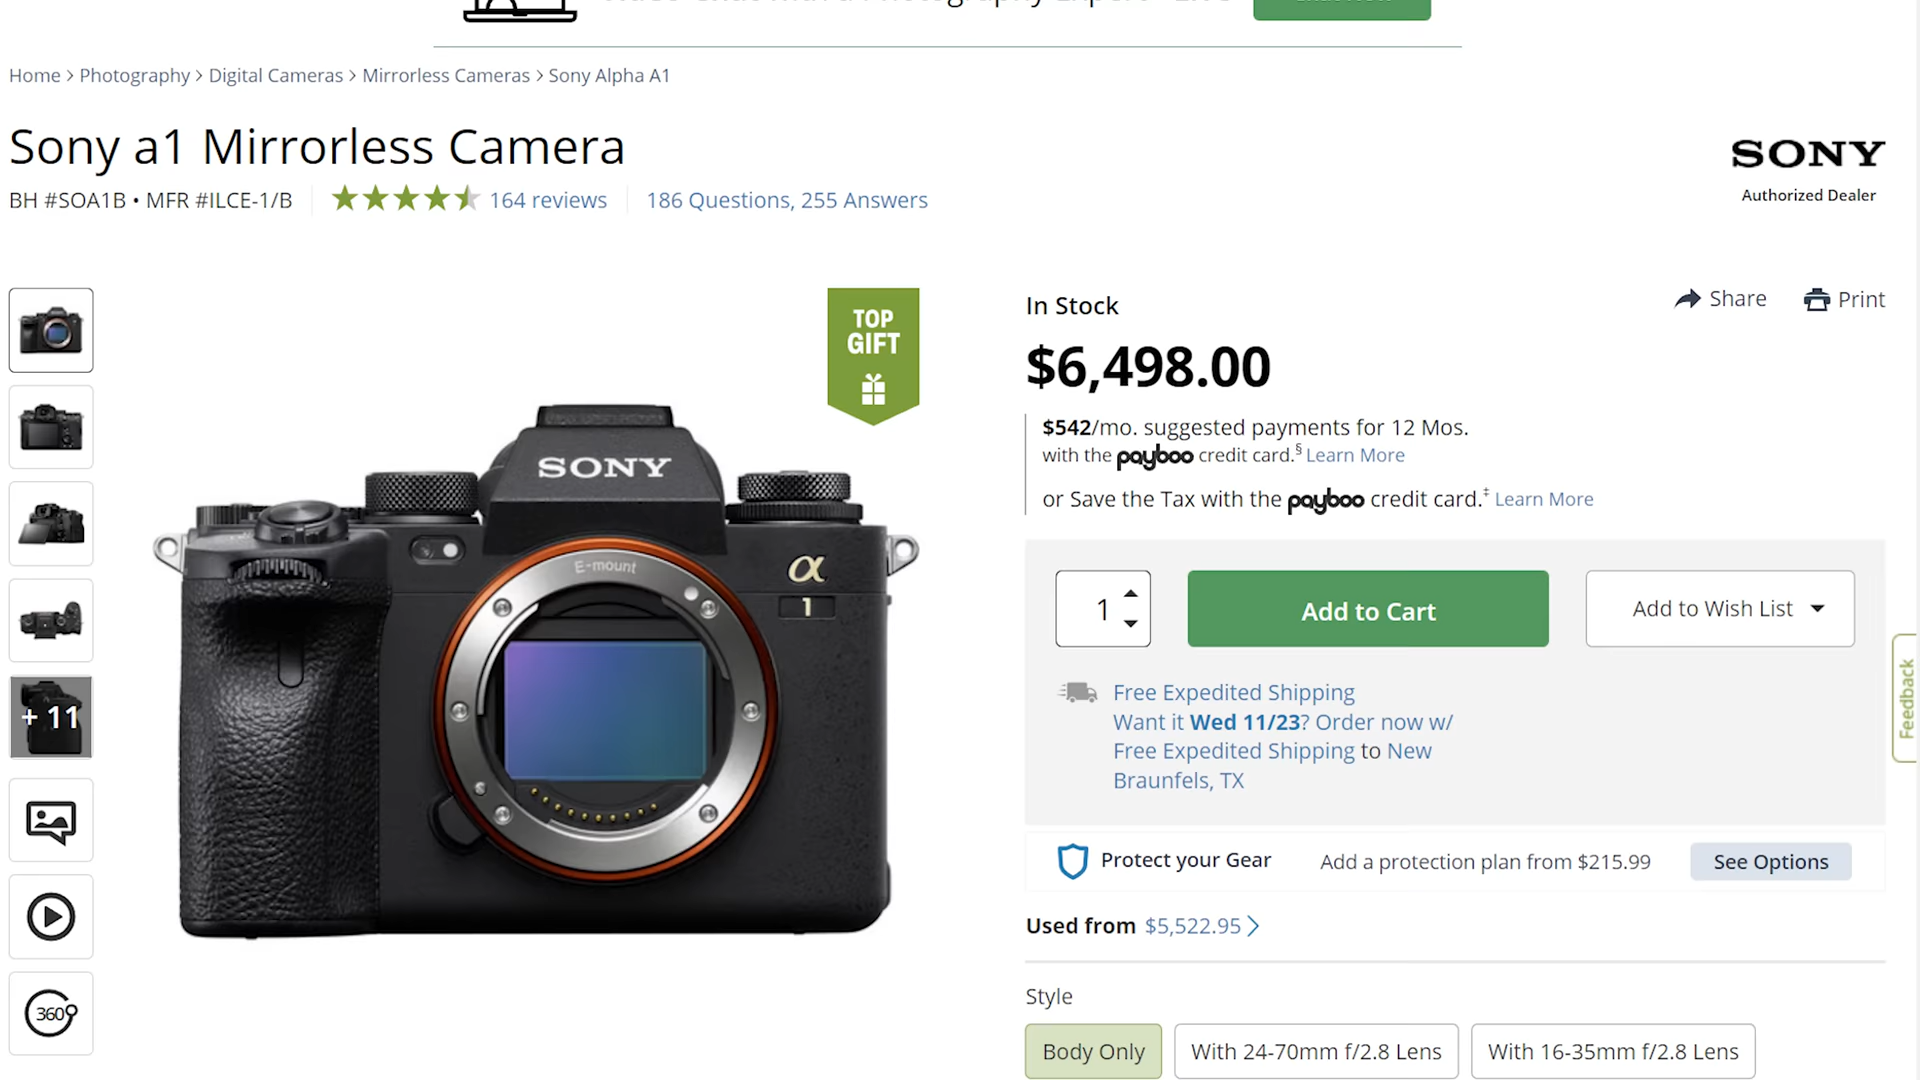 Home > Photography > Digital Cameras > Mirrorless Cameras > Sony Alpha A1
Sony a1 Mirrorless Camera
BH #SOA1B • MFR #ILCE-1/B
164 reviews
186 Questions, 255 Answers
SONY
Authorized Dealer
TOP
GIFT
SONY
E-mount
α
1
+ 11
360
In Stock
Share
Print
$6,498.00
$542/mo. suggested payments for 12 Mos.
with the payboo credit card.§ Learn More
or Save the Tax with the payboo credit card.‡ Learn More
1
Add to Cart
Add to Wish List
Free Expedited Shipping
Want it Wed 11/23? Order now w/
Free Expedited Shipping to New
Braunfels, TX
Feedback
Protect your Gear
Add a protection plan from $215.99
See Options
Used from $5,522.95 >
Style
Body Only
With 24-70mm f/2.8 Lens
With 16-35mm f/2.8 Lens